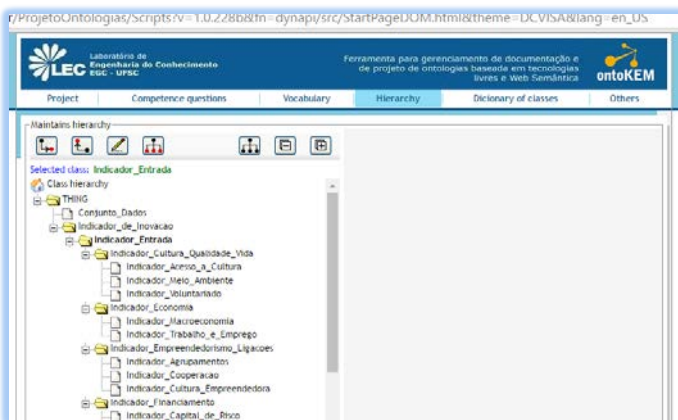 r/ProjetoOntologias/Scripts?v=1.0.228b&fn=dynapi/src/StartPageDOM.html&theme=DCVISA&lang=en_US
LEC
Laboratório de
Engenharia do Conhecimento
EGC - UFSC
Ferramenta para gerenciamento de documentação e
de projeto de ontologias baseada em tecnologias
livres e Web Semântica
ontoKEM
Project Competence questions Vocabulary Hierarchy Dicionary of classes Others
Maintains hierarchy
Selected class: Indicador_Entrada
Class hierarchy
THING
Conjunto_Dados
Indicador_de_Inovacao
Indicador_Entrada
Indicador_Cultura_Qualidade_Vida
Indicador_Acesso_a_Cultura
Indicador_Meio_Ambiente
Indicador_Voluntariado
Indicador_Economia
Indicador_Macroeconomia
Indicador_Trabalho_e_Emprego
Indicador_Empreendedorismo_Ligacoes
Indicador_Agrupamentos
Indicador_Cooperacao
Indicador_Cultura_Empreendedora
Indicador_Financiamento
Indicador_Capital_de_Risco